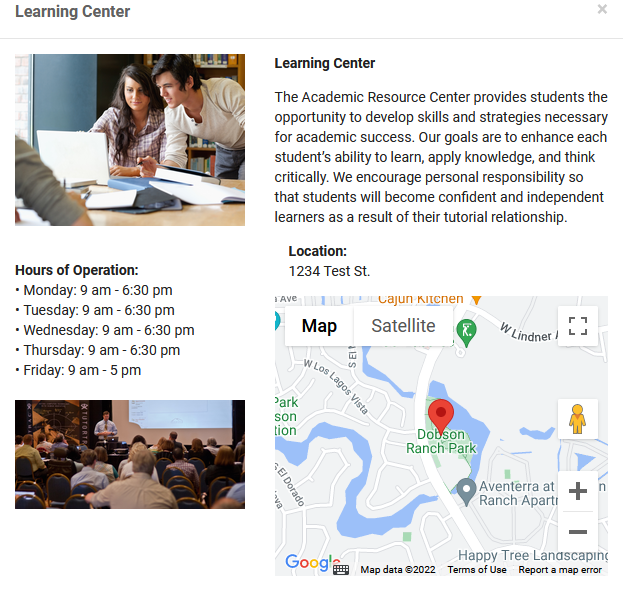 Learning Center
×
Learning Center
The Academic Resource Center provides students the
opportunity to develop skills and strategies necessary
for academic success. Our goals are to enhance each
student’s ability to learn, apply knowledge, and think
critically. We encourage personal responsibility so
that students will become confident and independent
learners as a result of their tutorial relationship.
Location:
1234 Test St.
Hours of Operation:
• Monday: 9 am - 6:30 pm
• Tuesday: 9 am - 6:30 pm
• Wednesday: 9 am - 6:30 pm
• Thursday: 9 am - 6:30 pm
• Friday: 9 am - 5 pm
Ave
Cajun Kitchen
Map
Satellite
W Lindner
W Los Lagos Vista
Park
Dobson
Ranch Park
El Dorado
Aventerra at
Ranch
Happy Tree Landscaping
Google
Map data ©2022
Terms of Use
Report a map error